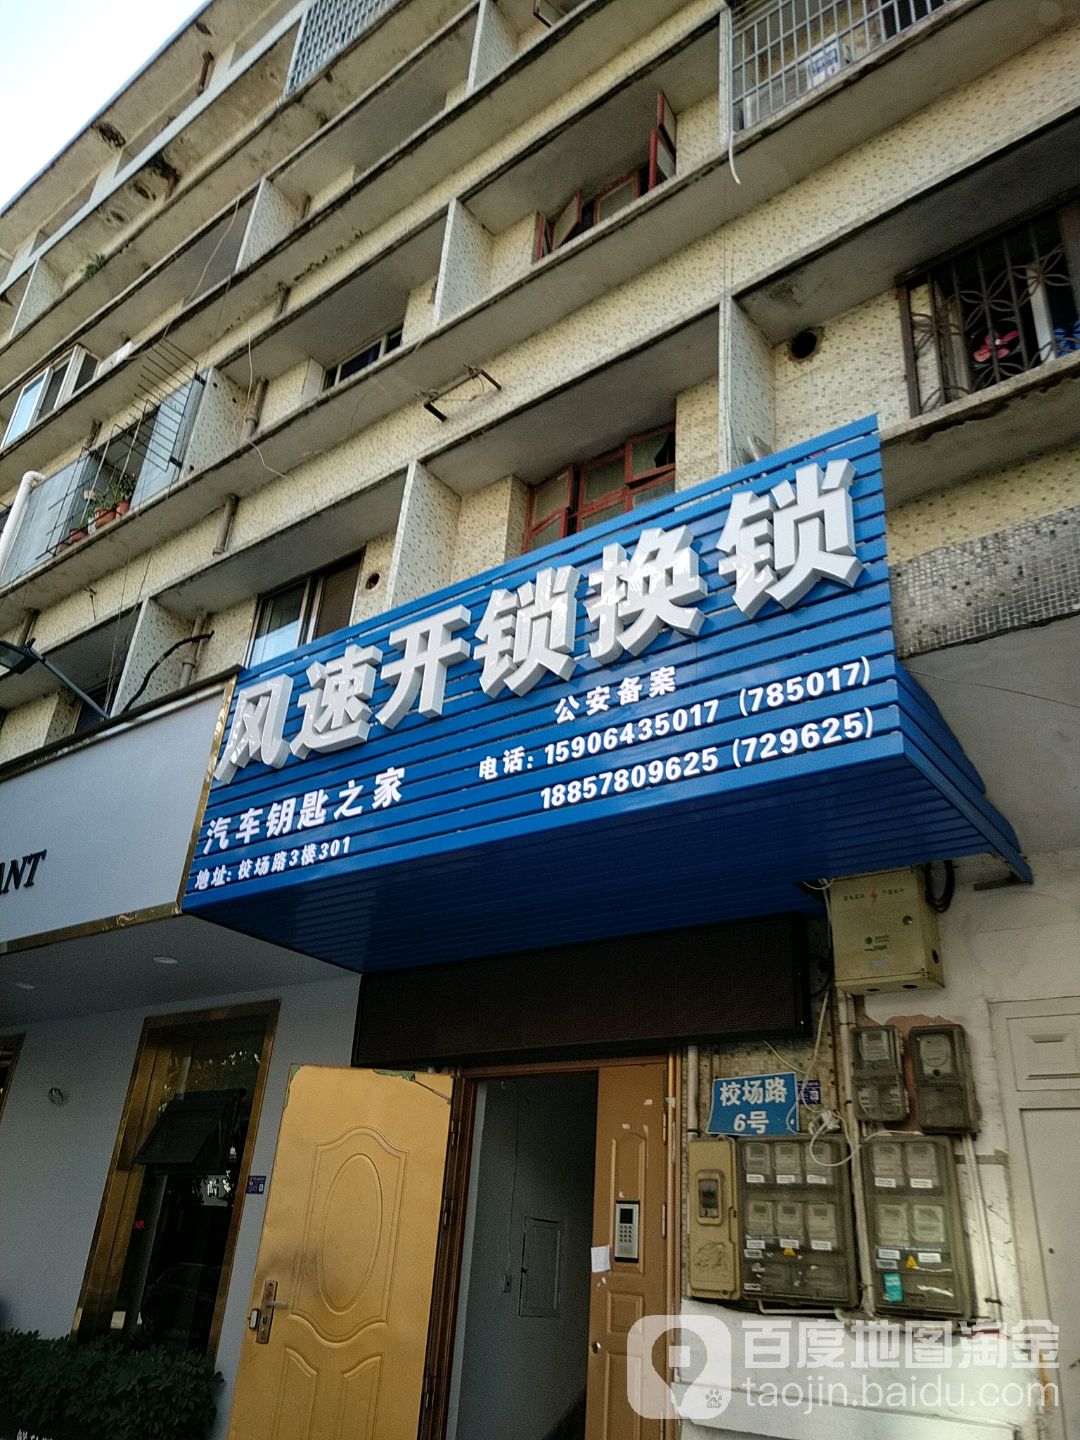 风速开锁换锁
公安备案
汽车钥匙之家
电话: 15906435017 (785017)
18857809625 (729625)
地址: 校场路3楼301
ANT
校场路
6号
百度地图淘金
taojin.baidu.com